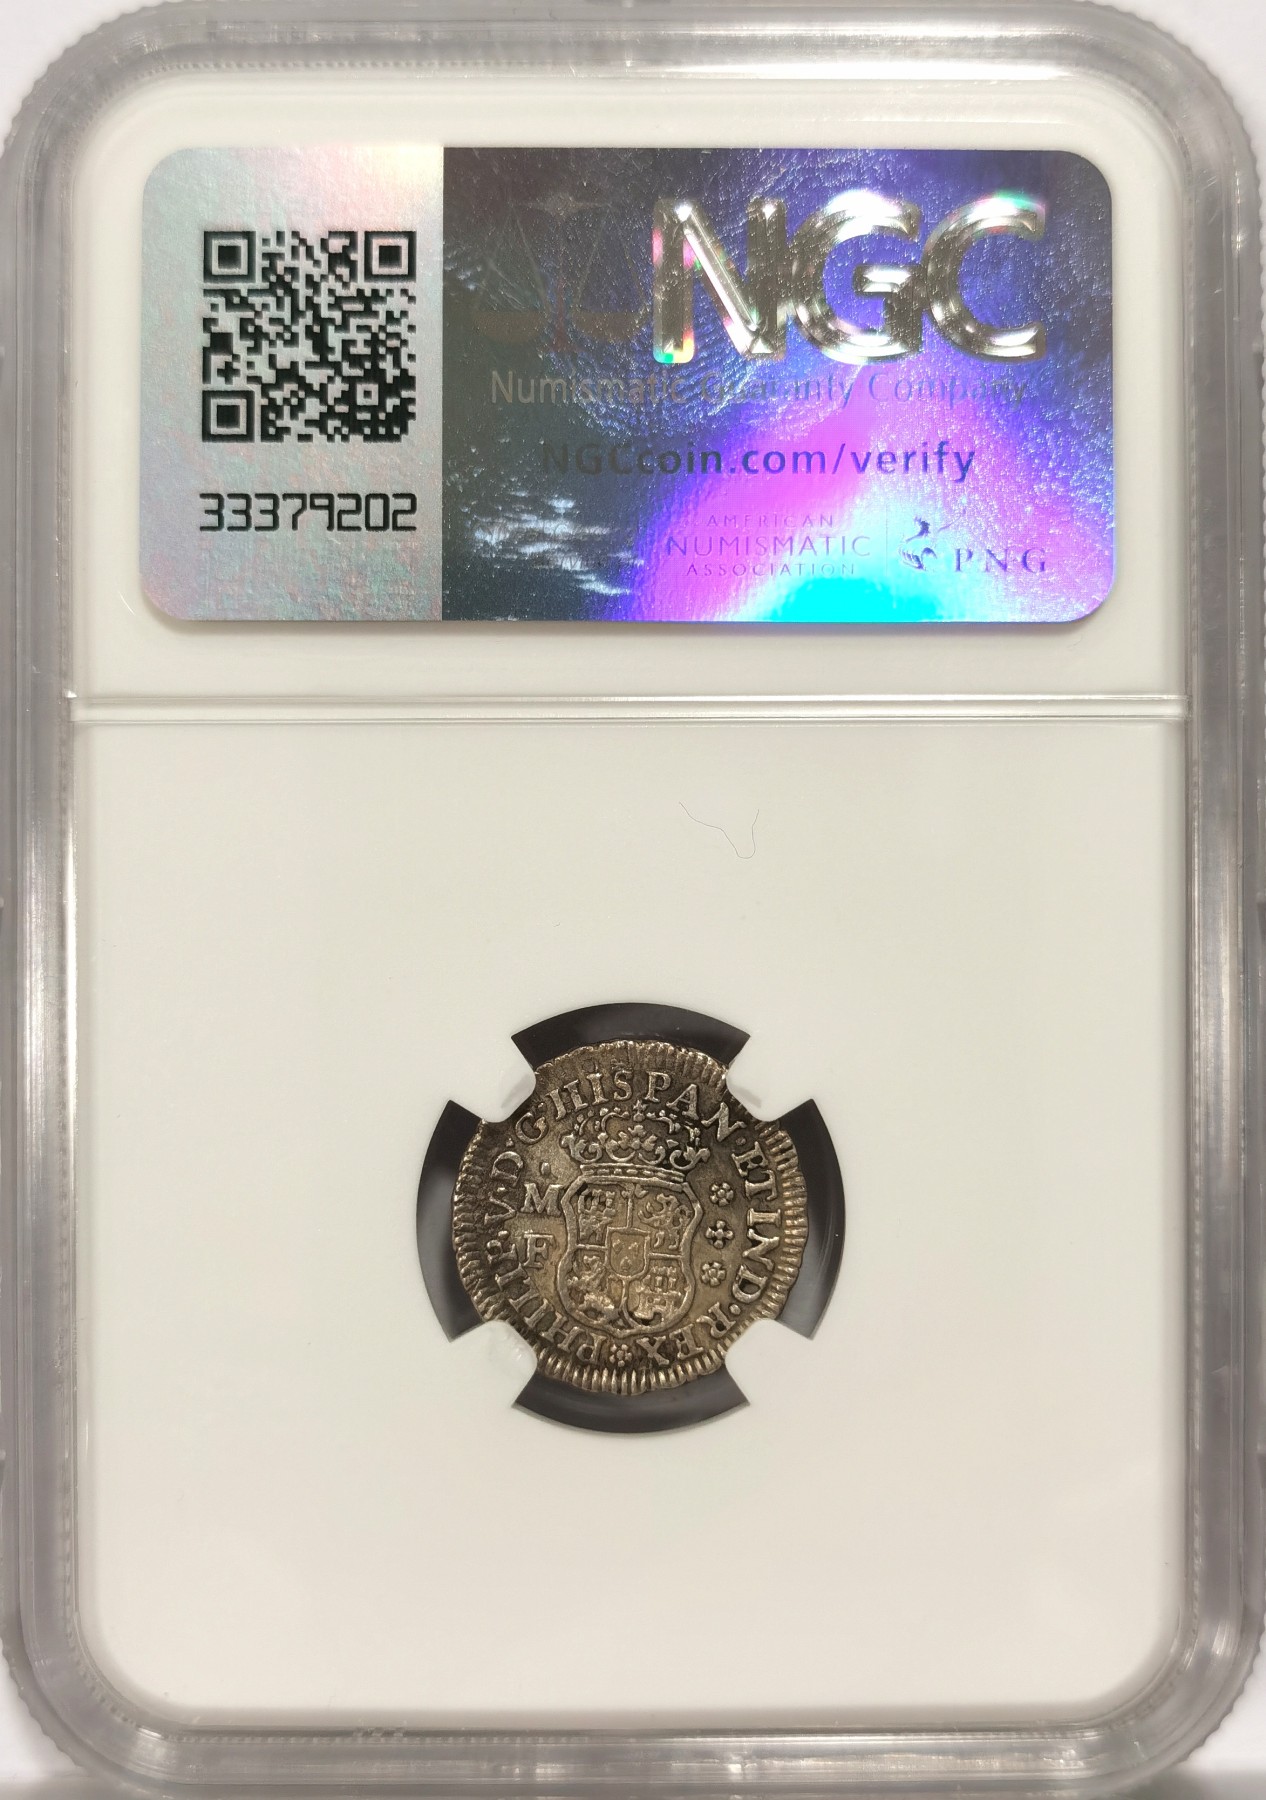 NGC
Numismatic Guaranty Company
NGCcoin.com/verify
33379202
AMERICAN
NUMISMATIC
ASSOCIATION
PNG
PHILIP·V·D·G·HISPAN·ET IND·REX
M
F